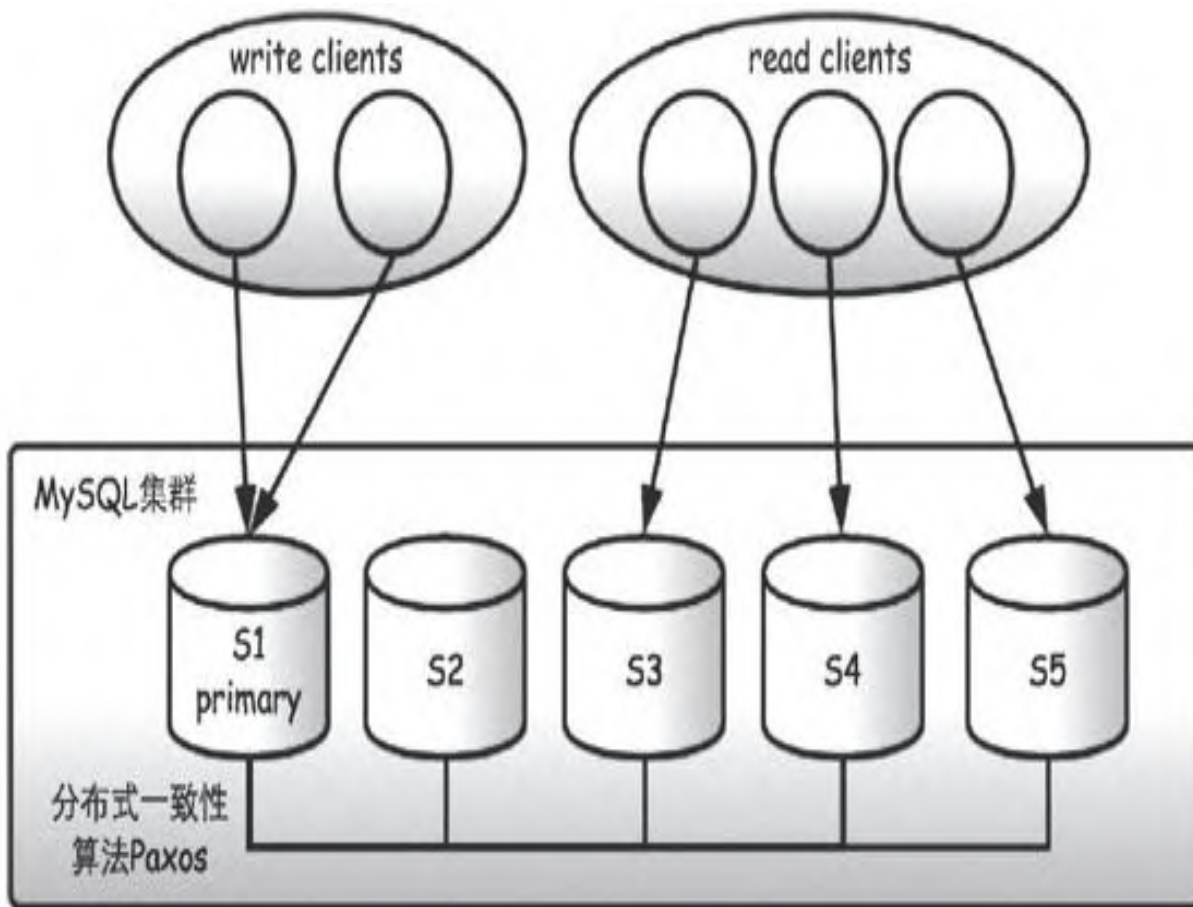 write clients
read clients
MySQL集群
S1
primary
S2
S3
S4
S5
分布式一致性
算法Paxos